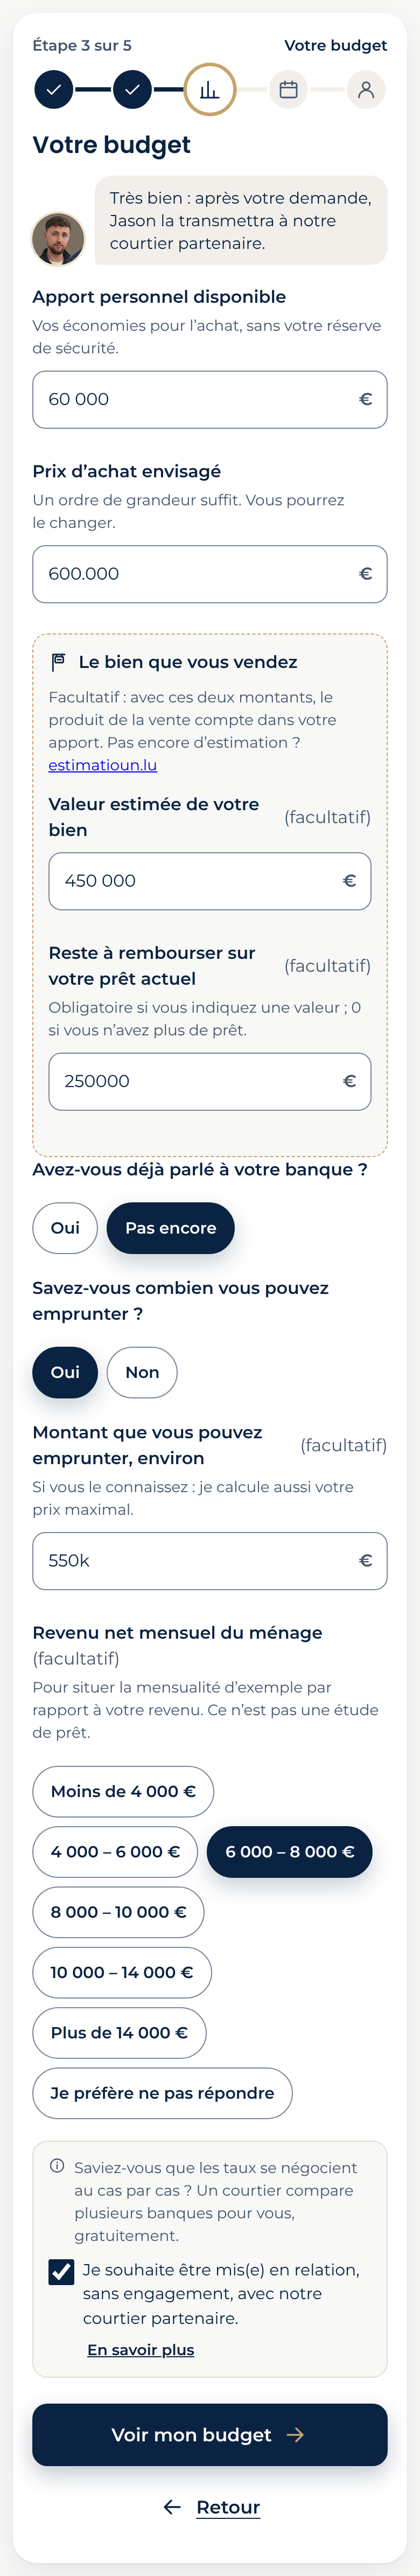 Étape 3 sur 5
Votre budget
Votre budget
Très bien : après votre demande,
Jason la transmettra à notre
courtier partenaire.
Apport personnel disponible
Vos économies pour l’achat, sans votre réserve
de sécurité.
60 000 €
Prix d’achat envisagé
Un ordre de grandeur suffit. Vous pourrez
le changer.
600.000 €
Le bien que vous vendez
Facultatif : avec ces deux montants, le
produit de la vente compte dans votre
apport. Pas encore d’estimation ?
estimatioun.lu
Valeur estimée de votre
bien
(facultatif)
450 000 €
Reste à rembourser sur
votre prêt actuel
(facultatif)
Obligatoire si vous indiquez une valeur ; 0
si vous n’avez plus de prêt.
250000 €
Avez-vous déjà parlé à votre banque ?
Oui
Pas encore
Savez-vous combien vous pouvez
emprunter ?
Oui
Non
Montant que vous pouvez
emprunter, environ
(facultatif)
Si vous le connaissez : je calcule aussi votre
prix maximal.
550k €
Revenu net mensuel du ménage
(facultatif)
Pour situer la mensualité d’exemple par
rapport à votre revenu. Ce n’est pas une étude
de prêt.
Moins de 4 000 €
4 000 – 6 000 €
6 000 – 8 000 €
8 000 – 10 000 €
10 000 – 14 000 €
Plus de 14 000 €
Je préfère ne pas répondre
Saviez-vous que les taux se négocient
au cas par cas ? Un courtier compare
plusieurs banques pour vous,
gratuitement.
Je souhaite être mis(e) en relation,
sans engagement, avec notre
courtier partenaire.
En savoir plus
Voir mon budget
Retour